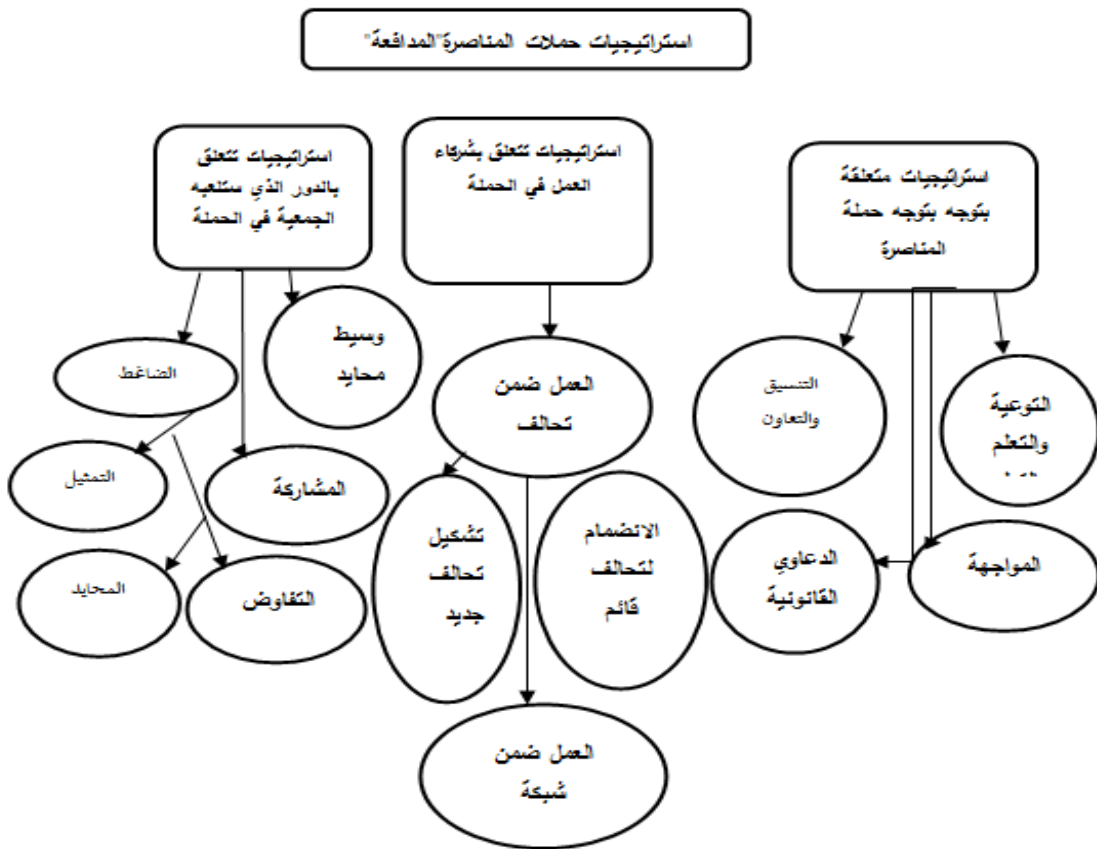 استراتيجيات حملات المناصرة"المدافعة"
استراتيجيات متعلقة
بتوجه بتوجه حملة
المناصرة
استراتيجيات تتعلق بشركاء
العمل في الحملة
استراتيجيات تتعلق
بالدور الذي ستلعبه
الجمعية في الحملة
التوعية
والتعلم
التنسيق
والتعاون
المواجهة
الدعاوي
القانونية
العمل ضمن
تحالف
الانضمام
لتحالف
قائم
تشكيل
تحالف
جديد
العمل ضمن
شبكة
وسيط
محايد
الضاغط
المشاركة
التمثيل
التفاوض
المحايد